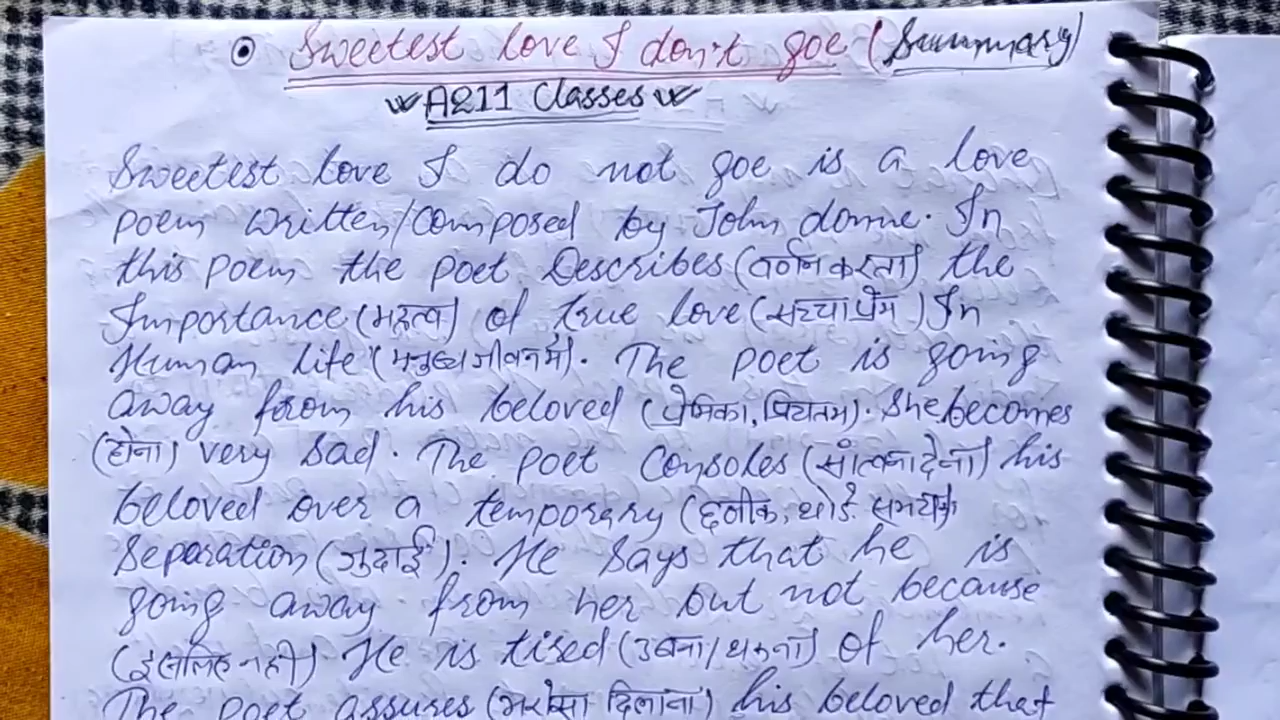 Sweetest love I don't goe (Summary)
A211 Classes
Sweetest love I do not goe is a love
poem written/composed by John donne. In
this poem the poet Describes (वर्णन करता) the
Importance (महत्व) of true love (सच्चा प्रेम) In
Human life (मनुष्य जीवन में). The poet is going
away from his beloved (प्रेमिका, प्रियतम). She becomes
(होना) very sad. The poet Consoles (सांत्वना देना) his
beloved over a temporary (क्षणिक, थोड़े समय का)
Separation (जुदाई). He says that he is
going away from her but not because
(इसलिए नहीं) He is tired (उबना/थकना) of her.
The poet assures (भरोसा दिलाना) his beloved that